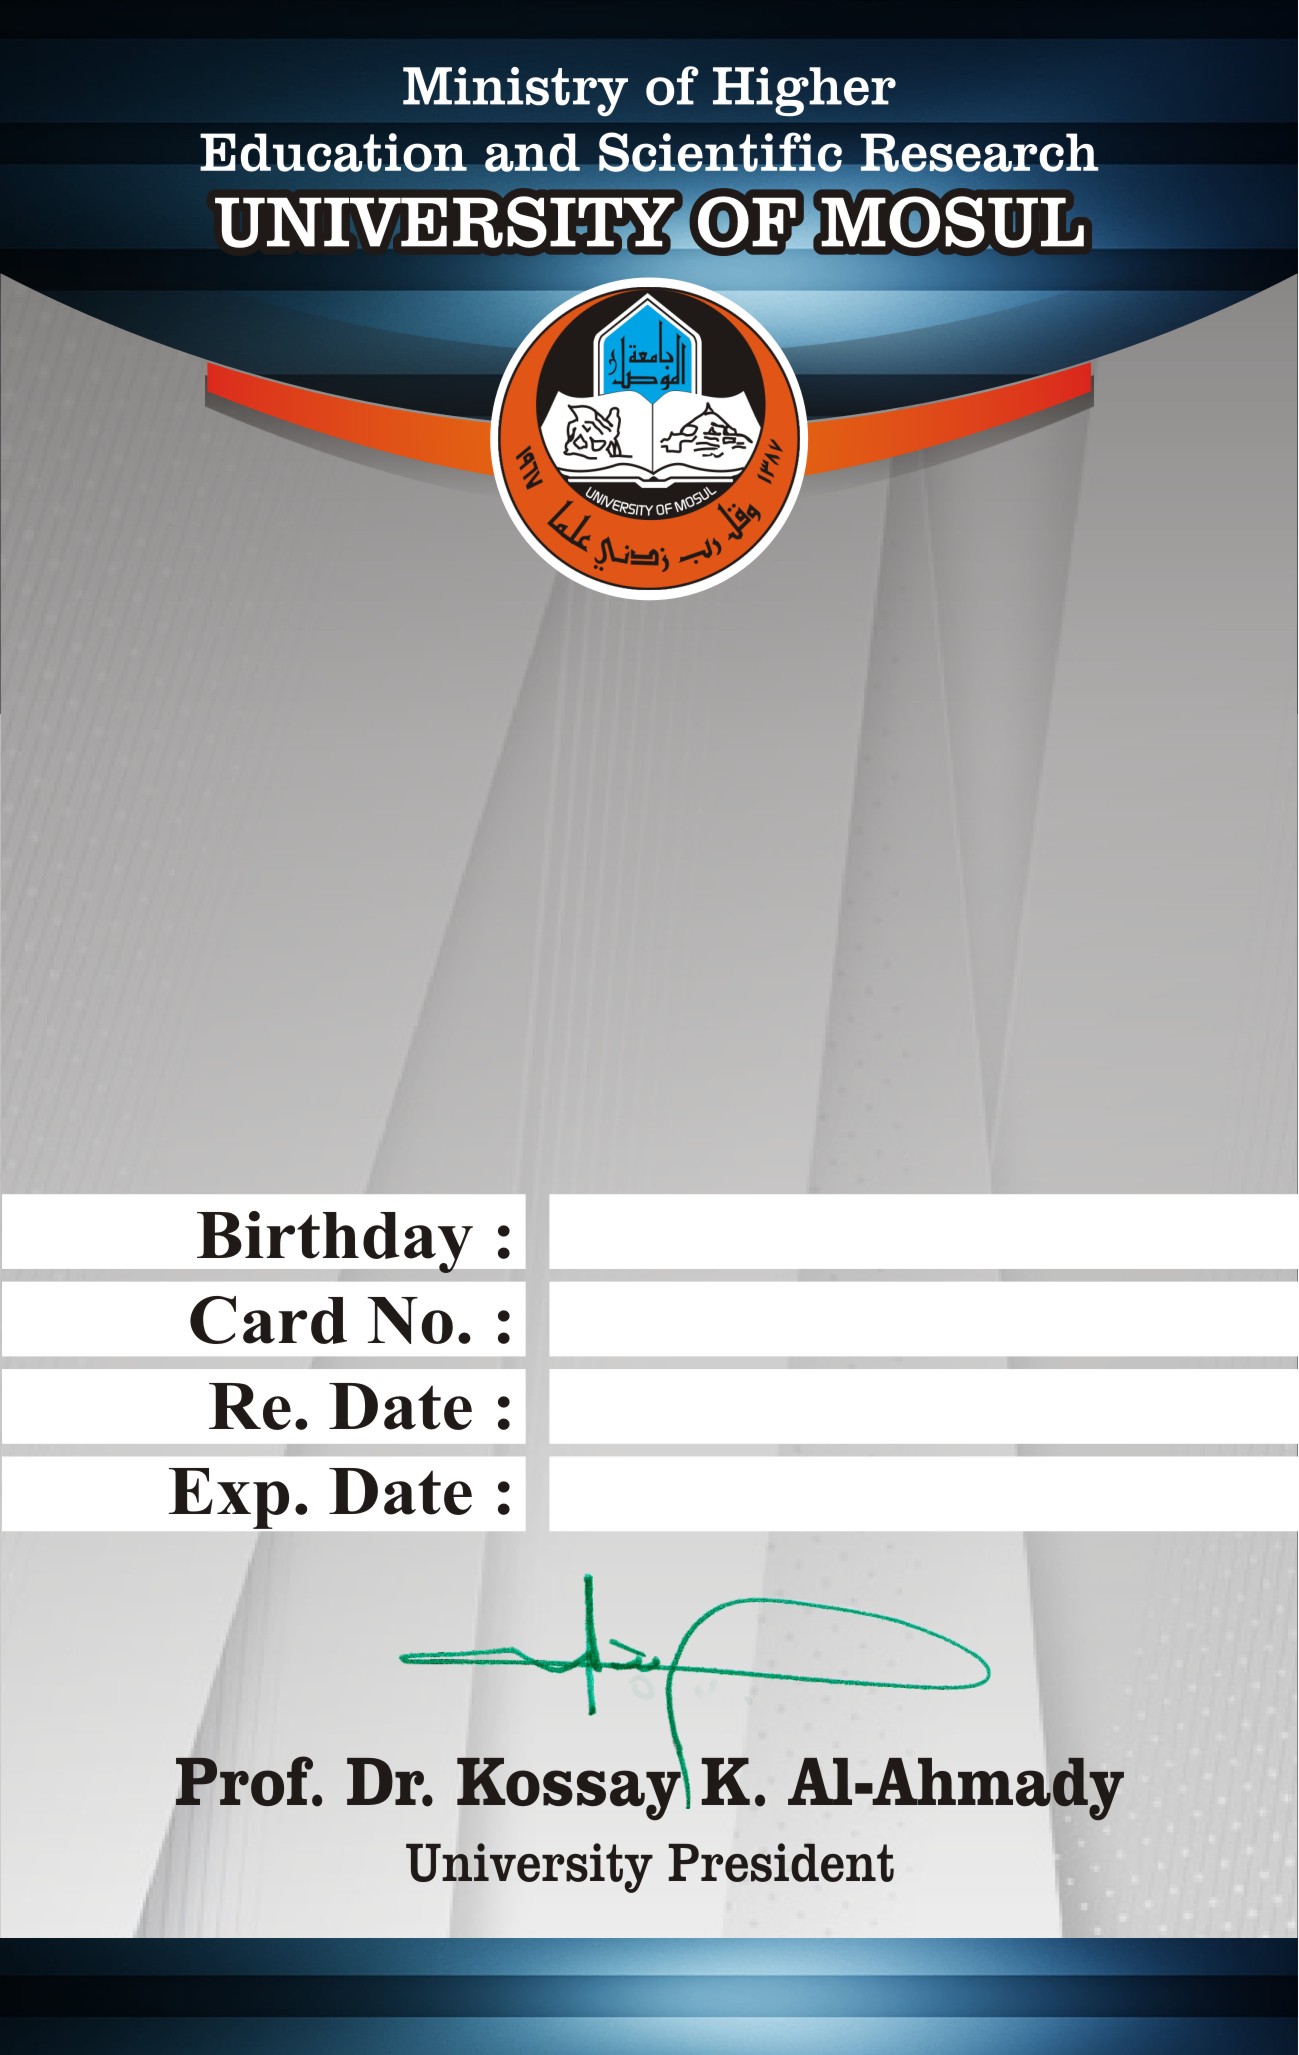 Ministry of Higher
Education and Scientific Research
UNIVERSITY OF MOSUL
جامعة
الموصل
١٩٦٧
١٣٨٧
UNIVERSITY OF MOSUL
وقل رب زدني علما
Birthday :
Card No. :
Re. Date :
Exp. Date :
Prof. Dr. Kossay K. Al-Ahmady
University President